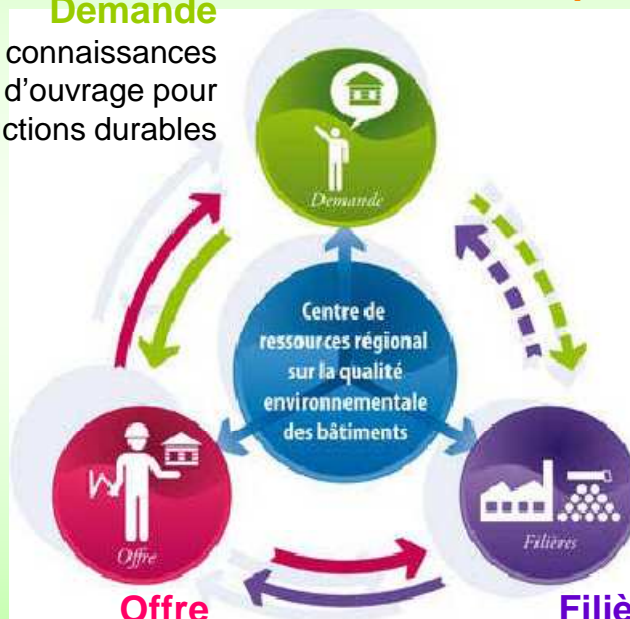 Demande
connaissances
d'ouvrage pour
ctions durables
Demande
Centre de
ressources régional
sur la qualité
environnementale
des bâtiments
Offre
Filières
Offre
Filiè